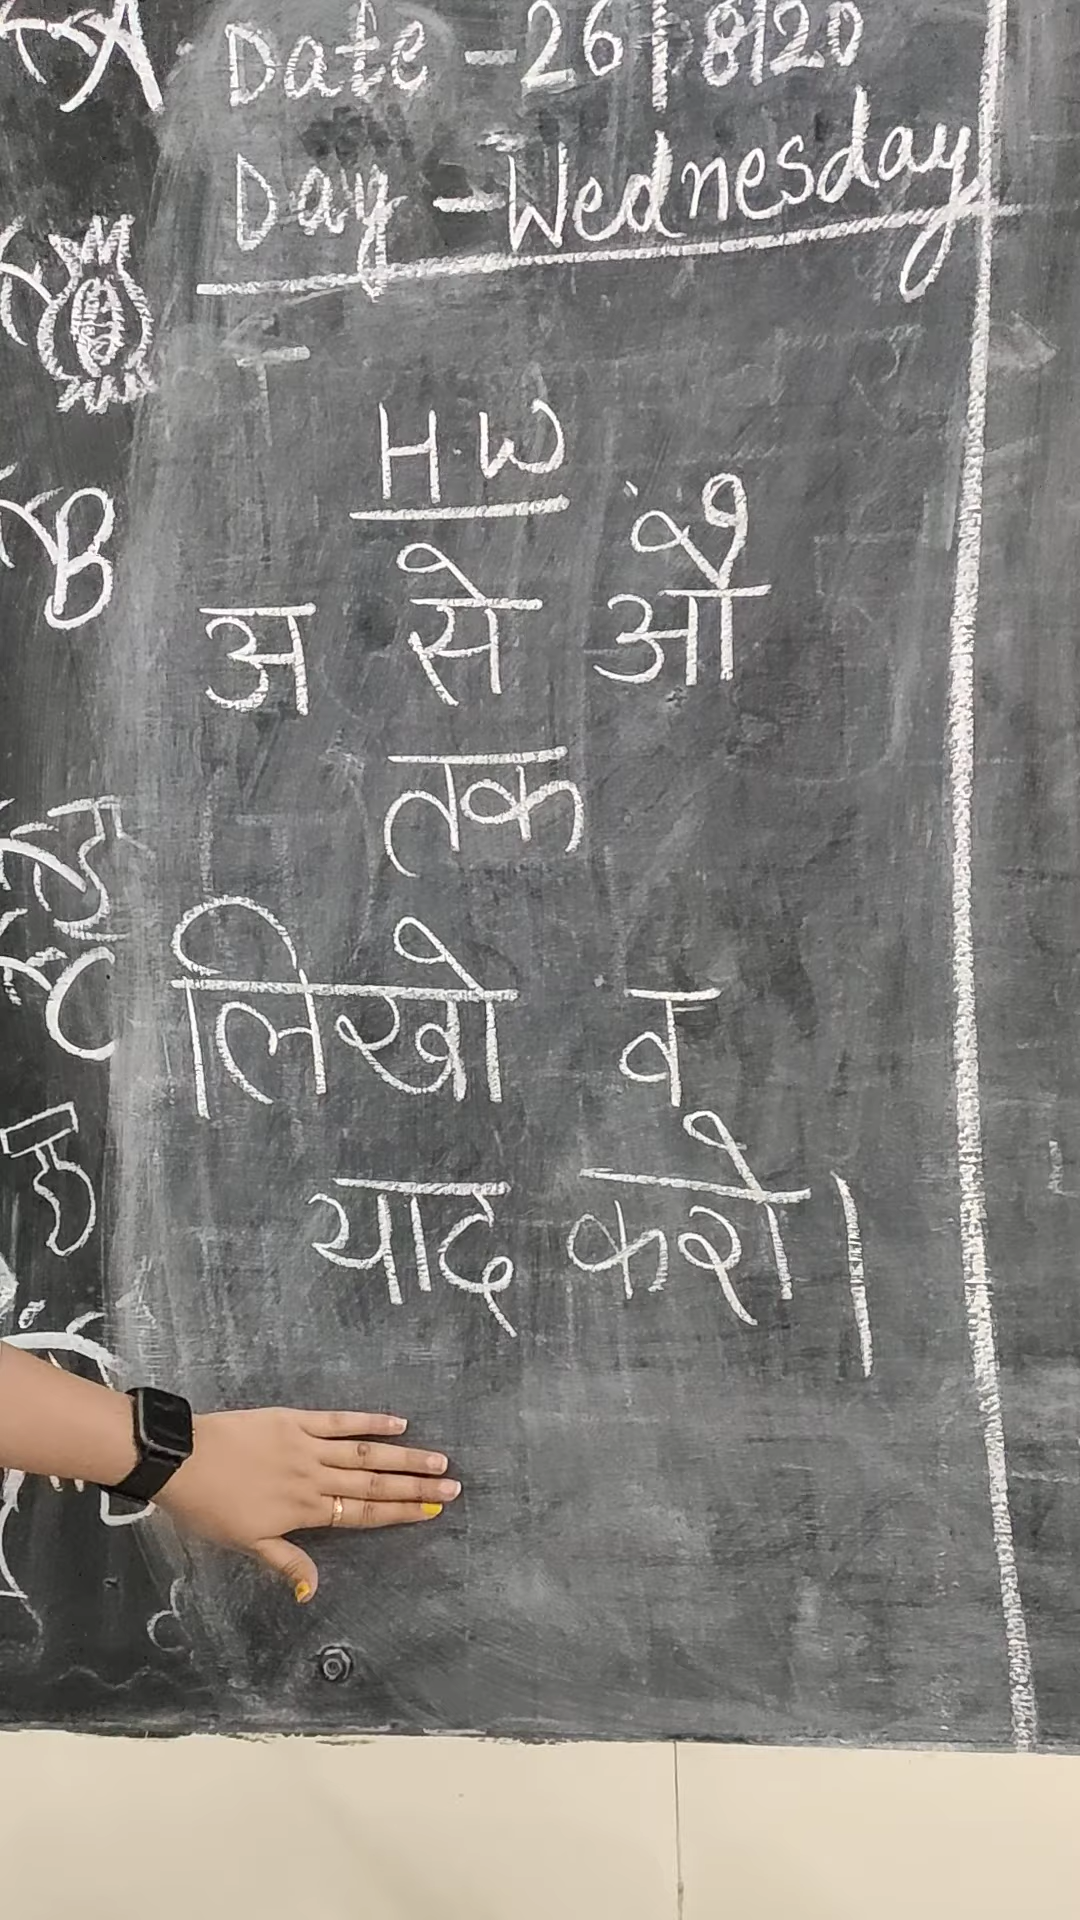 A
Date - 26/8/20
Day - Wednesday
H.W
B
अ से औ
तक
लिखो व
C
याद करो।